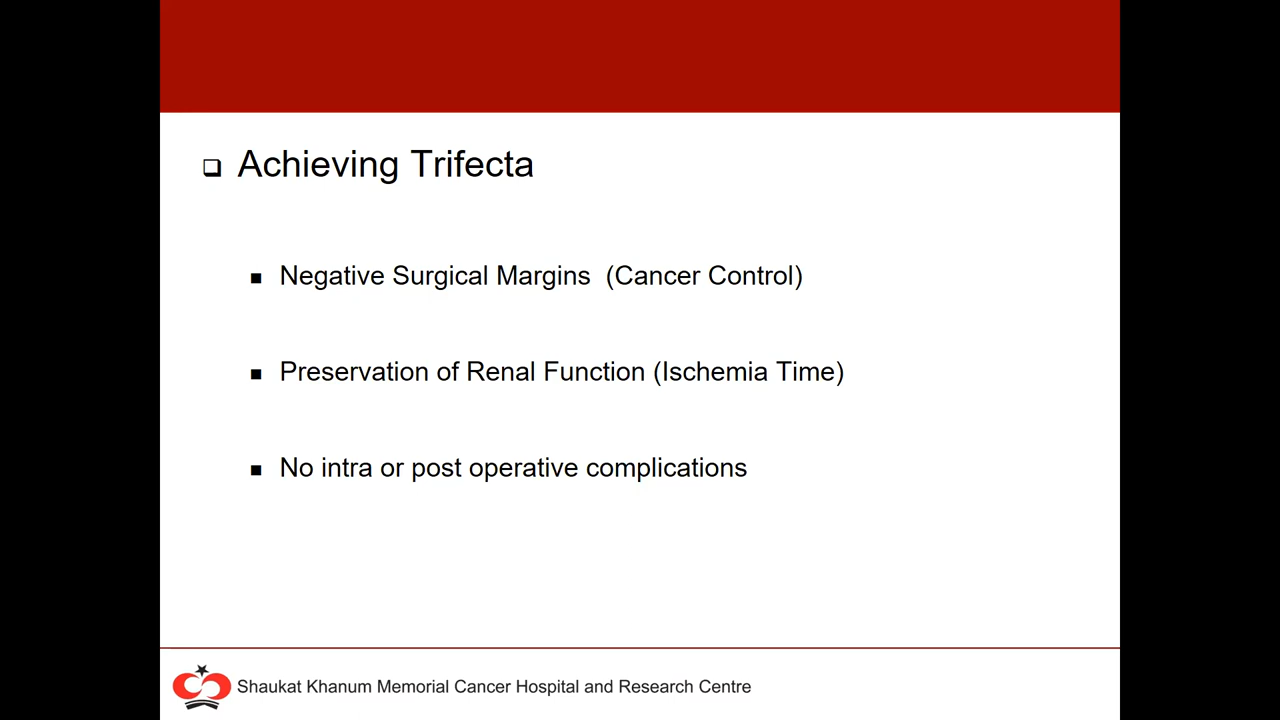 Achieving Trifecta
Negative Surgical Margins (Cancer Control)
Preservation of Renal Function (Ischemia Time)
No intra or post operative complications
Shaukat Khanum Memorial Cancer Hospital and Research Centre